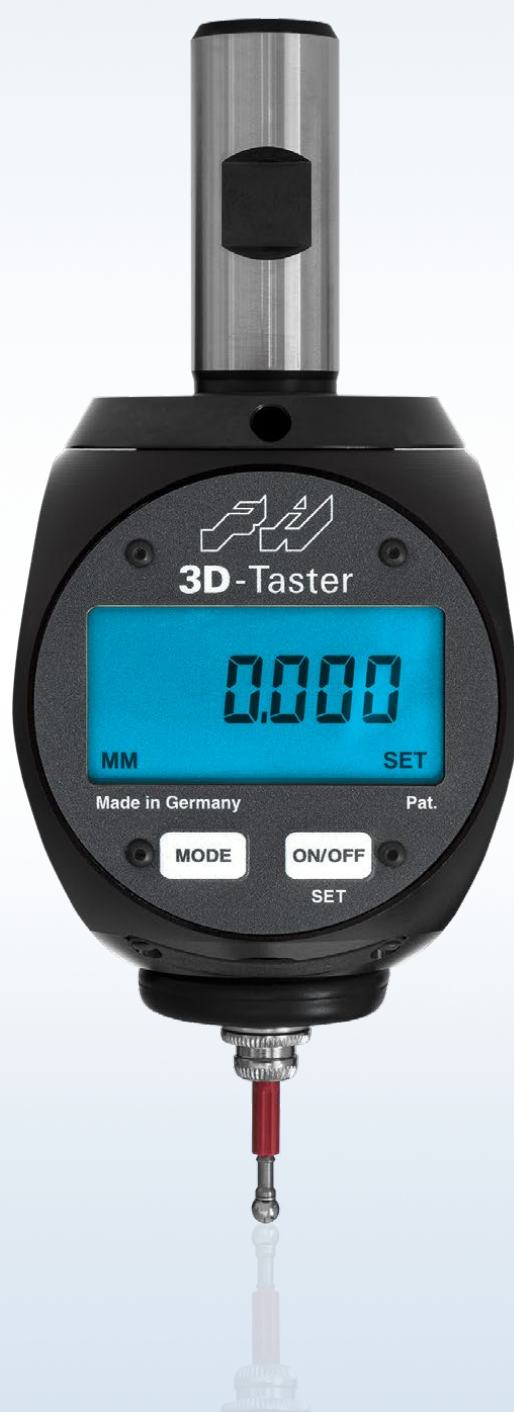 3D-Taster
0.000
MM SET
Made in Germany Pat.
MODE ON/OFF
SET